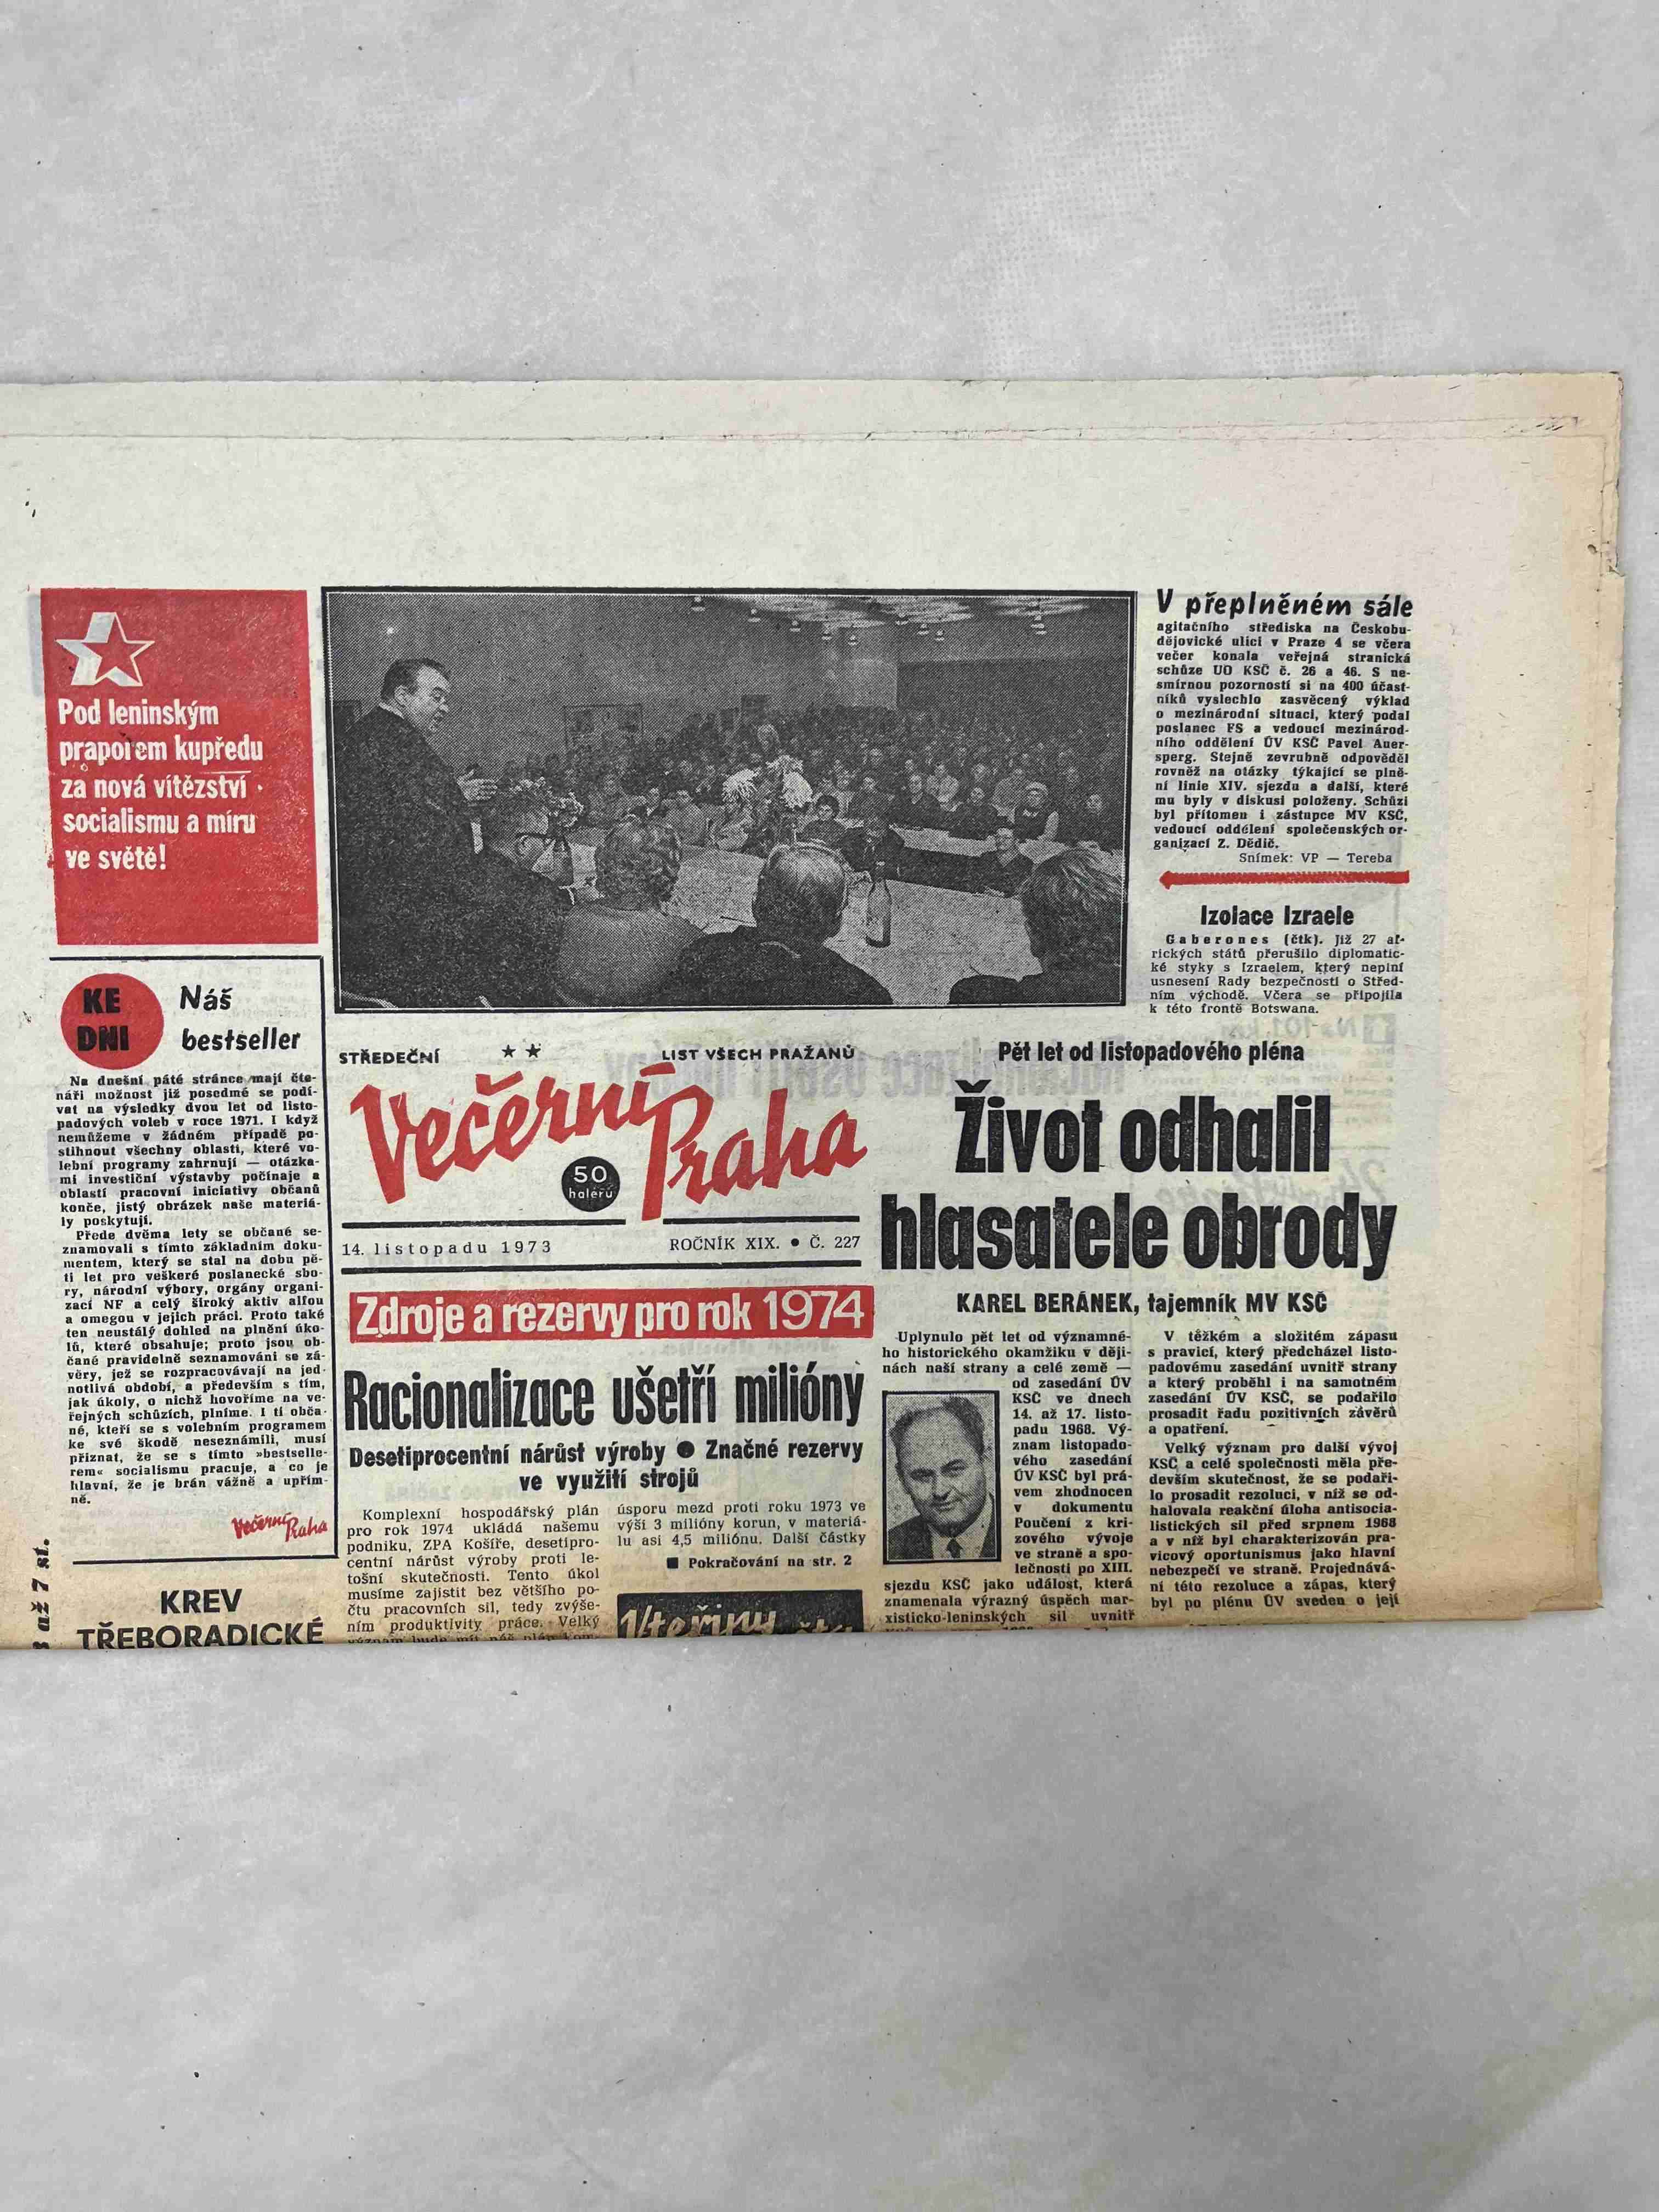 Pod leninským
praporem kupředu
za nová vítězství
socialismu a míru
ve světě!
KE
DNI
Náš
bestseller
Na dnešní páté stránce mají čte-
náři možnost již posedmé se podí-
vat na výsledky dvou let od listo-
padových voleb v roce 1971. I když
nemůžeme v žádném případě po-
stihnout všechny oblasti, které vo-
lební programy zahrnují — otázka-
mi investiční výstavby počínaje a
oblastí pracovní iniciativy občanů
konče, jistý obrázek naše materiá-
ly poskytují.
Přede dvěma lety se občané se-
znamovali s tímto základním doku-
mentem, který se stal na dobu pě-
ti let pro veškeré poslanecké sbo-
ry, národní výbory, orgány organi-
zací NF a celý široký aktiv alfou
a omegou v jejich práci. Proto také
ten neustálý dohled na plnění úko-
lů, které obsahuje; proto jsou ob-
čané pravidelně seznamováni se zá-
věry, jež se rozpracovávají na jed
notlivá období, a především s tím,
jak úkoly, o nichž hovoříme na ve-
řejných schůzích, plníme. I ti obča-
né, kteří se s volebním programem
ke své škodě neseznámili, musí
přiznat, že se s tímto »bestselle-
rem« socialismu pracuje, a co je
hlavní, že je brán vážně a upřím-
ně.
Večerní Praha
až 7 st.
KREV
TŘEBORADICKÉ
V přeplněném sále
agitačního střediska na Českobu-
dějovické ulici v Praze 4 se včera
večer konala veřejná stranická
schůze UO KSČ č. 26 a 46. S ne-
smírnou pozorností si na 400 účast-
níků vyslechlo zasvěcený výklad
o mezinárodní situaci, který podal
poslanec FS a vedoucí mezinárod-
ního oddělení ÚV KSČ Pavel Auer-
sperg. Stejně zevrubně odpověděl
rovněž na otázky týkající se plně-
ní linie XIV. sjezdu a další, které
mu byly v diskusi položeny. Schůzi
byl přítomen i zástupce MV KSČ,
vedoucí oddělení společenských or-
ganizací Z. Dědič.
Snímek: VP — Tereba
Izolace Izraele
Gaberones (čtk). Již 27 af-
rických států přerušilo diplomatic-
ké styky s Izraelem, který neplní
usnesení Rady bezpečnosti o Střed-
ním východě. Včera se připojila
k této frontě Botswana.
STŘEDEČNÍ ★★ LIST VŠECH PRAŽANŮ
Večerní
Praha
50
haléřů
14. listopadu 1973 ROČNÍK XIX. ● Č. 227
Zdroje a rezervy pro rok 1974
Racionalizace ušetří milióny
Desetiprocentní nárůst výroby ● Značné rezervy
ve využití strojů
Komplexní hospodářský plán
pro rok 1974 ukládá našemu
podniku, ZPA Košíře, desetipro-
centní nárůst výroby proti le-
tošní skutečnosti. Tento úkol
musíme zajistit bez většího po-
čtu pracovních sil, tedy zvýše-
ním produktivity práce. Velký
význam bude mít náš plán kom-
úsporu mezd proti roku 1973 ve
výši 3 milióny korun, v materiá-
lu asi 4,5 miliónu. Další částky
■ Pokračování na str. 2
Vteřiny
Pět let od listopadového pléna
Život odhalil
hlasatele obrody
KAREL BERÁNEK, tajemník MV KSČ
Uplynulo pět let od významné-
ho historického okamžiku v ději-
nách naší strany a celé země —
od zasedání ÚV
KSČ ve dnech
14. až 17. listo-
padu 1968. Vý-
znam listopado-
vého zasedání
ÚV KSČ byl prá-
vem zhodnocen
v dokumentu
Poučení z kri-
zového vývoje
ve straně a spo-
lečnosti po XIII.
sjezdu KSČ jako událost, která
znamenala výrazný úspěch mar-
xisticko-leninských sil uvnitř
V těžkém a složitém zápasu
s pravicí, který předcházel listo-
padovému zasedání uvnitř strany
a který proběhl i na samotném
zasedání ÚV KSČ, se podařilo
prosadit řadu pozitivních závěrů
a opatření.
Velký význam pro další vývoj
KSČ a celé společnosti měla pře-
devším skutečnost, že se podaři-
lo prosadit rezoluci, v níž se od-
halovala reakční úloha antisocia-
listických sil před srpnem 1968
a v níž byl charakterizován pra-
vicový oportunismus jako hlavní
nebezpečí ve straně. Projednává-
ní této rezoluce a zápas, který
byl po plénu ÚV sveden o její